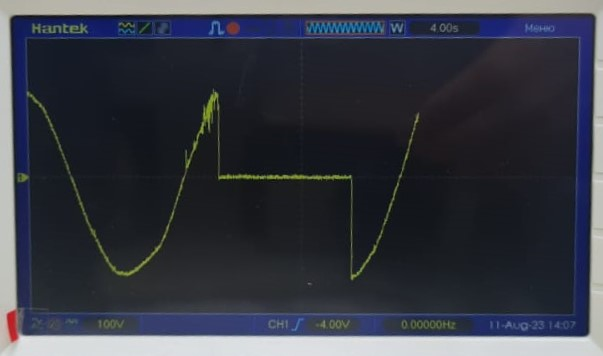 Hantek W 4.00s Меню
100V CH1 -4.00V 0.00000Hz 11-Aug-23 14:07